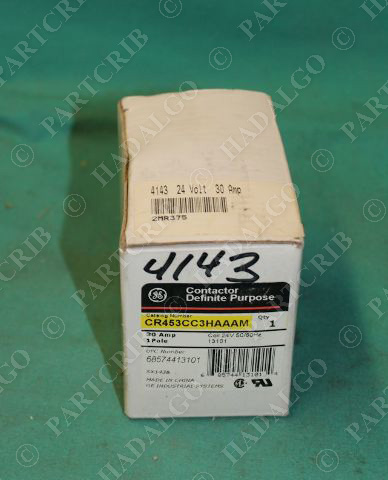 4143 24 Volt 30 Amp
2MR375
4143
GE
Contactor
Definite Purpose
Catalog Number
CR453CC3HAAAM
Qty
1
30 Amp
Coil 24V 50/60Hz
1 Pole
13101
UTC Number
68574413101
MADE IN CHINA
GE INDUSTRIAL SYSTEMS
PARTCRIB
HADALGO